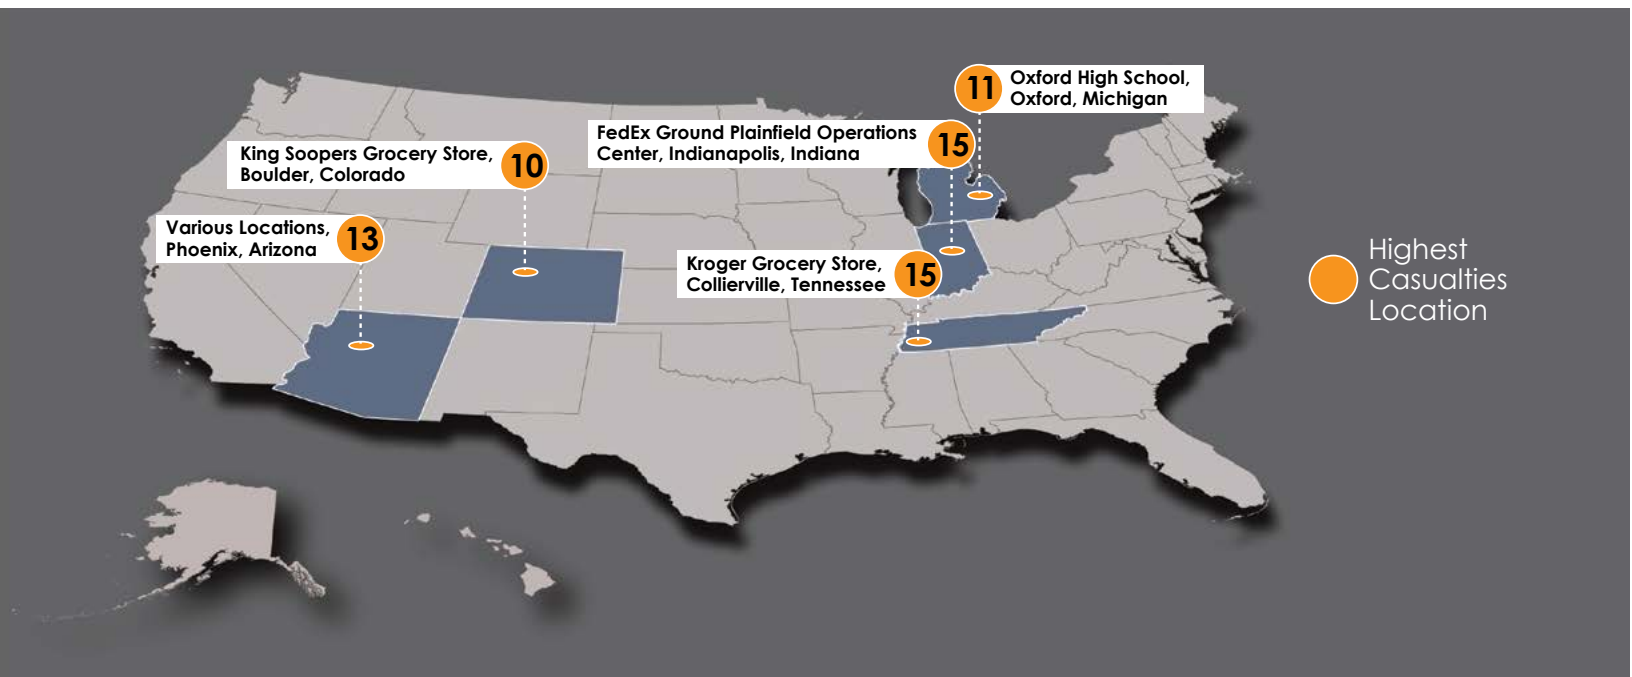 11
Oxford High School,
Oxford, Michigan
FedEx Ground Plainfield Operations
Center, Indianapolis, Indiana
15
King Soopers Grocery Store,
Boulder, Colorado
10
Various Locations,
Phoenix, Arizona
13
Kroger Grocery Store,
Collierville, Tennessee
15
Highest
Casualties
Location